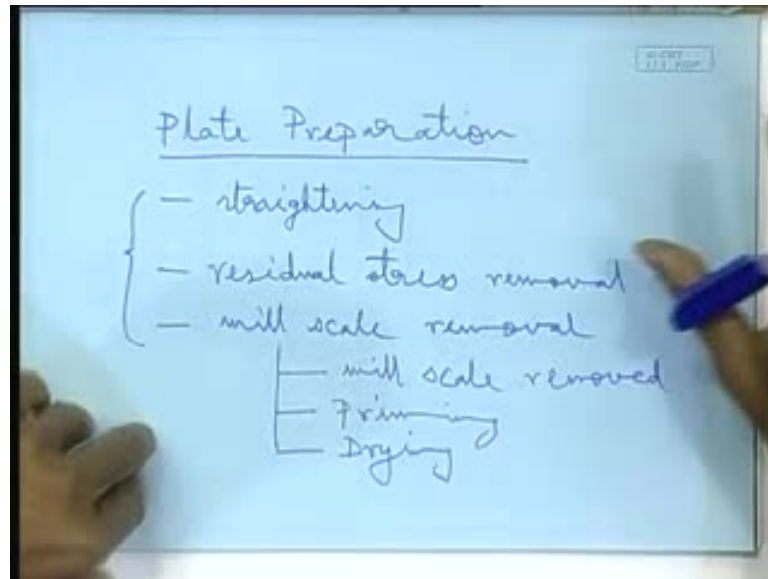 Plate Preparation
— straightening
— residual stress removal
— mill scale removal
— mill scale removed
— Priming
— Drying